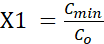 X1 = C_min / C_o